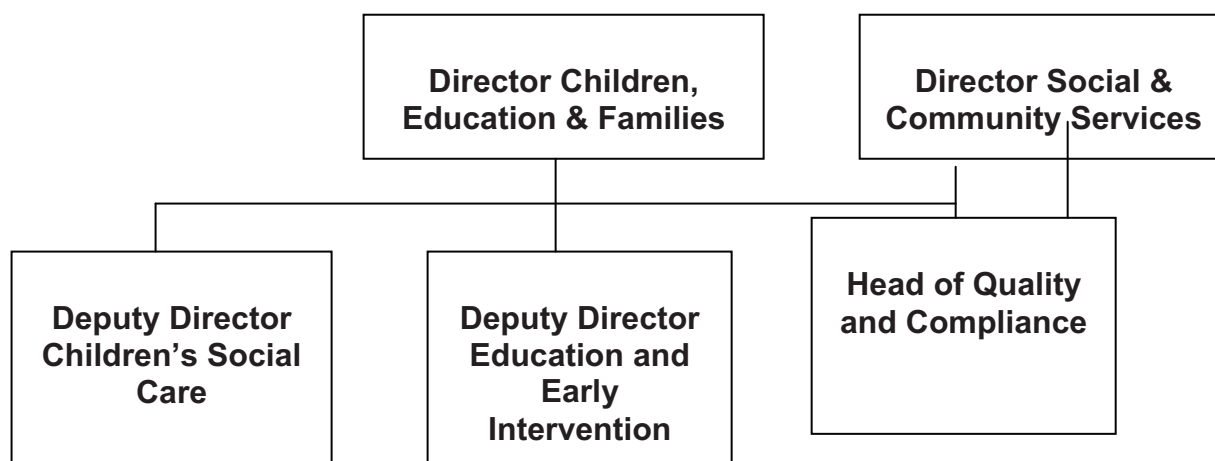 Director Children,
Education & Families
Director Social &
Community Services
Deputy Director
Children’s Social
Care
Deputy Director
Education and
Early
Intervention
Head of Quality
and Compliance